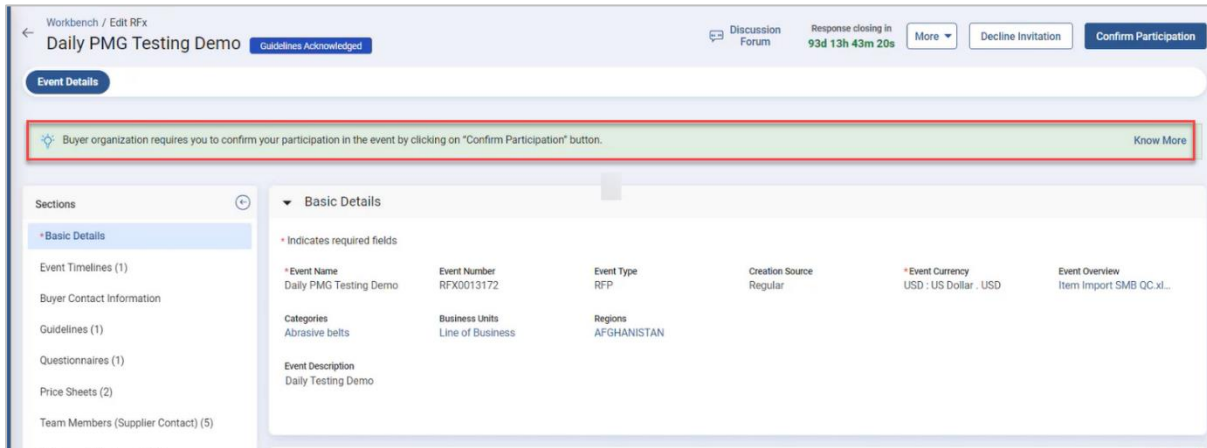 Workbench / Edit RFx
Daily PMG Testing Demo Guidelines Acknowledged
Discussion Forum
Response closing in
93d 13h 43m 20s
More
Decline Invitation
Confirm Participation
Event Details
Buyer organization requires you to confirm your participation in the event by clicking on "Confirm Participation" button. Know More
Sections
*Basic Details
Event Timelines (1)
Buyer Contact Information
Guidelines (1)
Questionnaires (1)
Price Sheets (2)
Team Members (Supplier Contact) (5)
Basic Details
* Indicates required fields
*Event Name Event Number Event Type Creation Source *Event Currency Event Overview
Daily PMG Testing Demo RFX0013172 RFP Regular USD : US Dollar . USD Item Import SMB QC.xl...
Categories Business Units Regions
Abrasive belts Line of Business AFGHANISTAN
Event Description
Daily Testing Demo